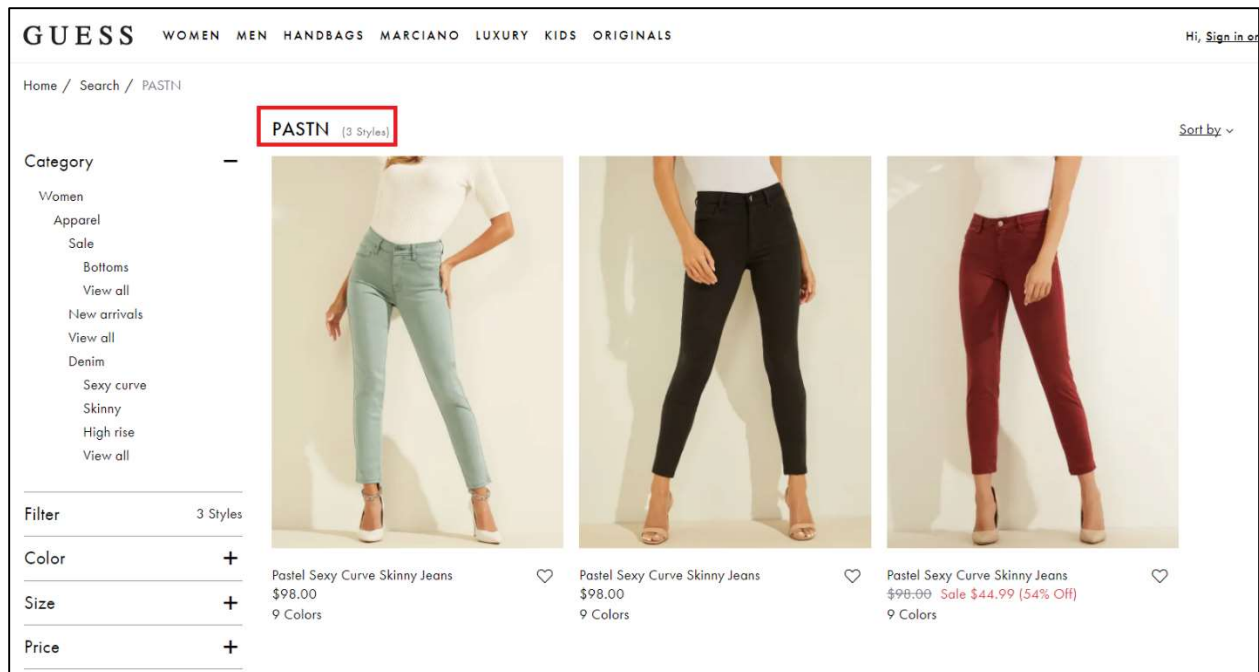 GUESS WOMEN MEN HANDBAGS MARCIANO LUXURY KIDS ORIGINALS Hi, Sign in or
Home / Search / PASTN
PASTN (3 Styles)
Sort by
Category
Women
Apparel
Sale
Bottoms
View all
New arrivals
View all
Denim
Sexy curve
Skinny
High rise
View all
Filter 3 Styles
Color
Size
Price
Pastel Sexy Curve Skinny Jeans
$98.00
9 Colors
Pastel Sexy Curve Skinny Jeans
$98.00
9 Colors
Pastel Sexy Curve Skinny Jeans
$98.00 Sale $44.99 (54% Off)
9 Colors